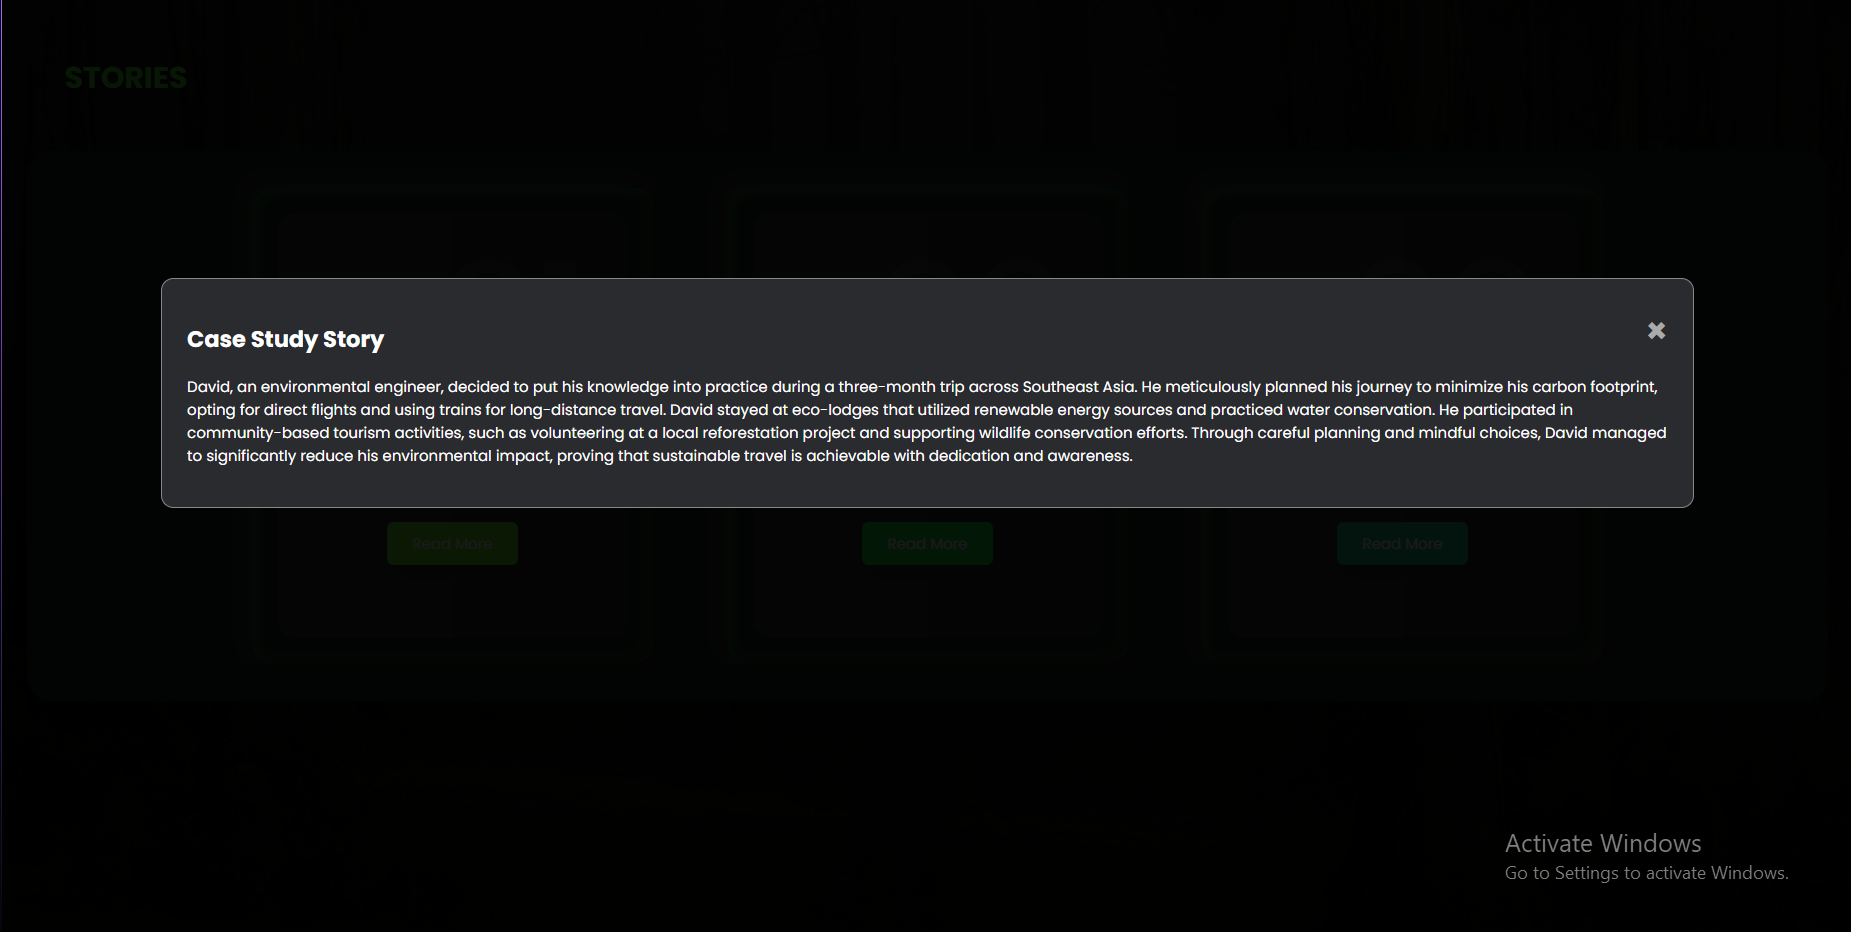 STORIES
Case Study Story
✖
David, an environmental engineer, decided to put his knowledge into practice during a three-month trip across Southeast Asia. He meticulously planned his journey to minimize his carbon footprint,
opting for direct flights and using trains for long-distance travel. David stayed at eco-lodges that utilized renewable energy sources and practiced water conservation. He participated in
community-based tourism activities, such as volunteering at a local reforestation project and supporting wildlife conservation efforts. Through careful planning and mindful choices, David managed
to significantly reduce his environmental impact, proving that sustainable travel is achievable with dedication and awareness.
Read More Read More Read More
Activate Windows
Go to Settings to activate Windows.